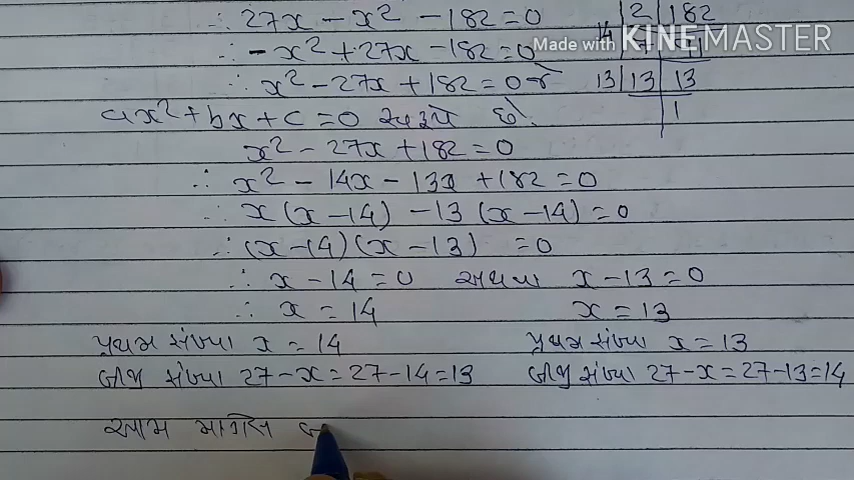 ∴ 27x - x² - 182 = 0
∴ -x² + 27x - 182 = 0
∴ x² - 27x + 182 = 0 જે
ax² + bx + c = 0 સ્વરૂપે છે.
x² - 27x + 182 = 0
∴ x² - 14x - 13x + 182 = 0
∴ x(x - 14) - 13(x - 14) = 0
∴ (x - 14)(x - 13) = 0
∴ x - 14 = 0 અથવા x - 13 = 0
∴ x = 14 x = 13
પ્રથમ સંખ્યા x = 14 પ્રથમ સંખ્યા x = 13
બીજી સંખ્યા 27 - x = 27 - 14 = 13 બીજી સંખ્યા 27 - x = 27 - 13 = 14
આમ માગેલ
2 182
14
13 13 13
1
Made with KINEMASTER